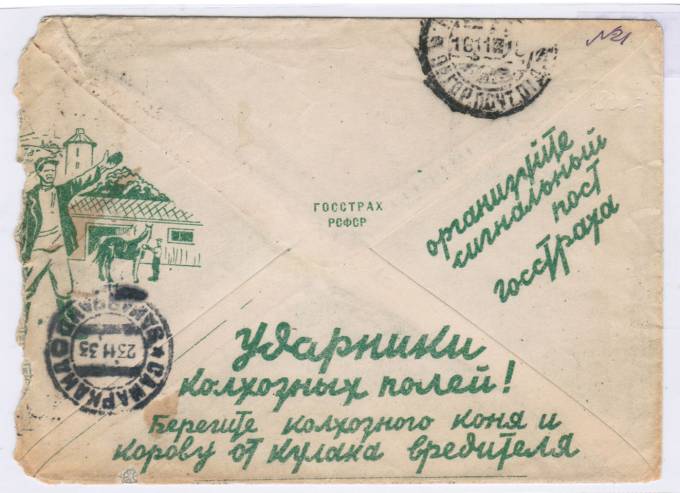 №21
организуйте
сигнальный
пост
госстраха
ГОССТРАХ
РСФСР
Ударники
колхозных полей!
Берегите колхозного коня и
корову от кулака вредителя
САМАРКАНД
23 11 33